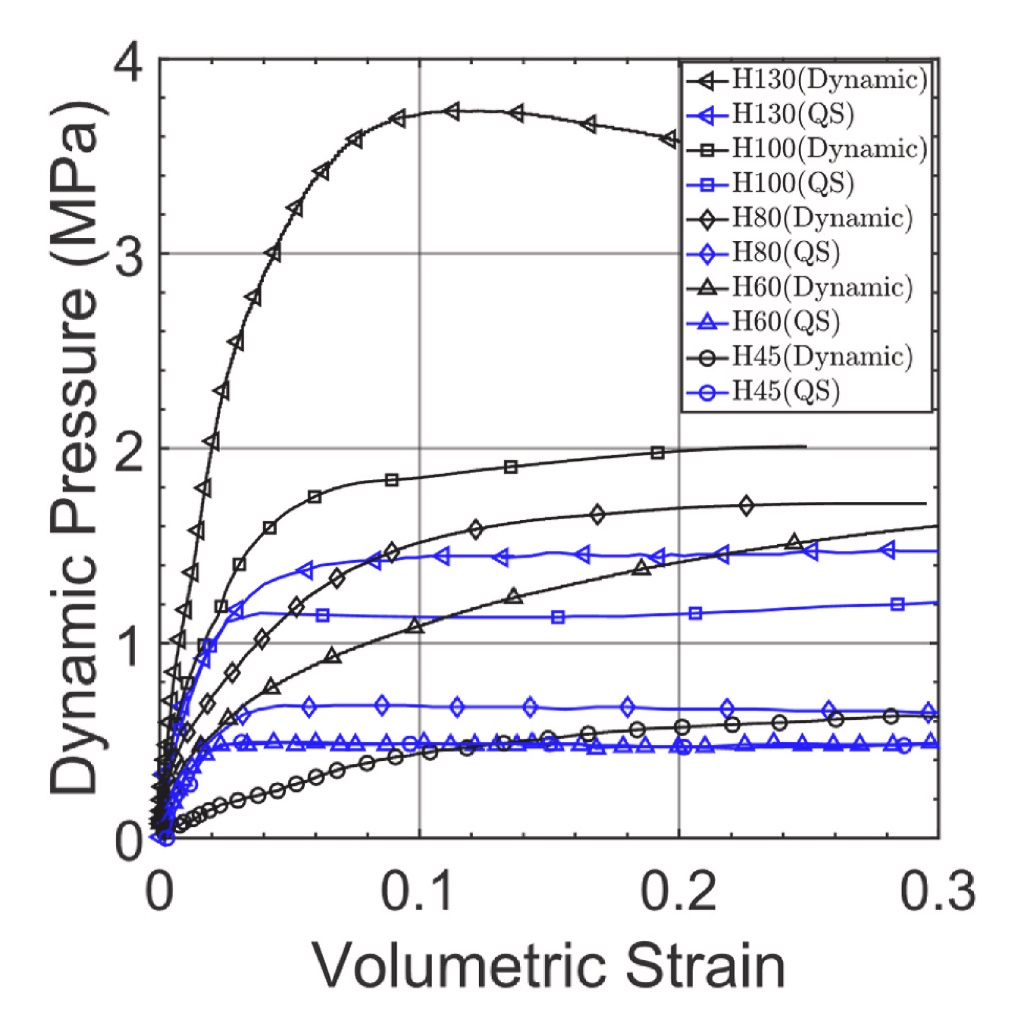 Dynamic Pressure (MPa)
4
3
2
1
0
H130(Dynamic)
H130(QS)
H100(Dynamic)
H100(QS)
H80(Dynamic)
H80(QS)
H60(Dynamic)
H60(QS)
H45(Dynamic)
H45(QS)
0 0.1 0.2 0.3
Volumetric Strain